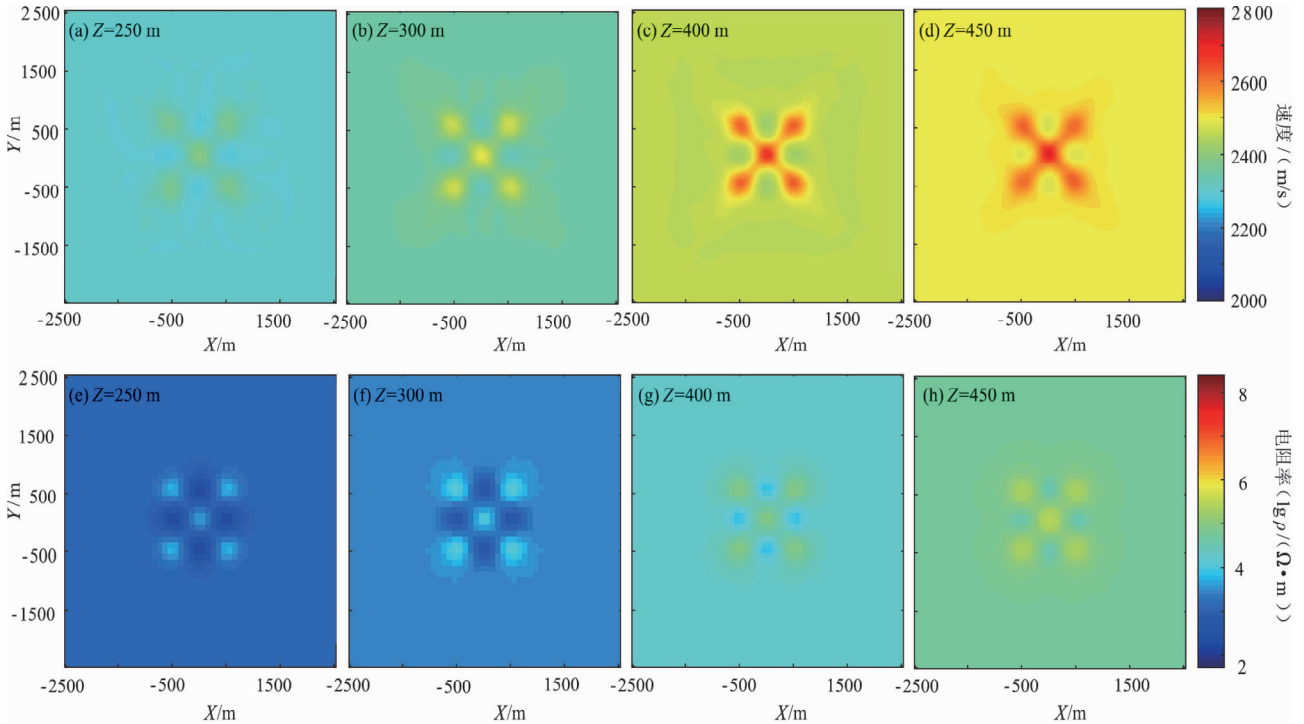 2500
1500
500
-500
-1500
Y/m
(a) Z=250 m
(b) Z=300 m
(c) Z=400 m
(d) Z=450 m
-2500
-500
1500
-2500
-500
1500
-2500
-500
1500
-2500
-500
1500
X/m
X/m
X/m
X/m
2800
2600
2400
2200
2000
速度/(m/s)
2500
1500
500
-500
-1500
Y/m
(e) Z=250 m
(f) Z=300 m
(g) Z=400 m
(h) Z=450 m
-2500
-500
1500
-2500
-500
1500
-2500
-500
1500
-2500
-500
1500
X/m
X/m
X/m
X/m
8
6
4
2
电阻率(lgρ/(Ω•m))